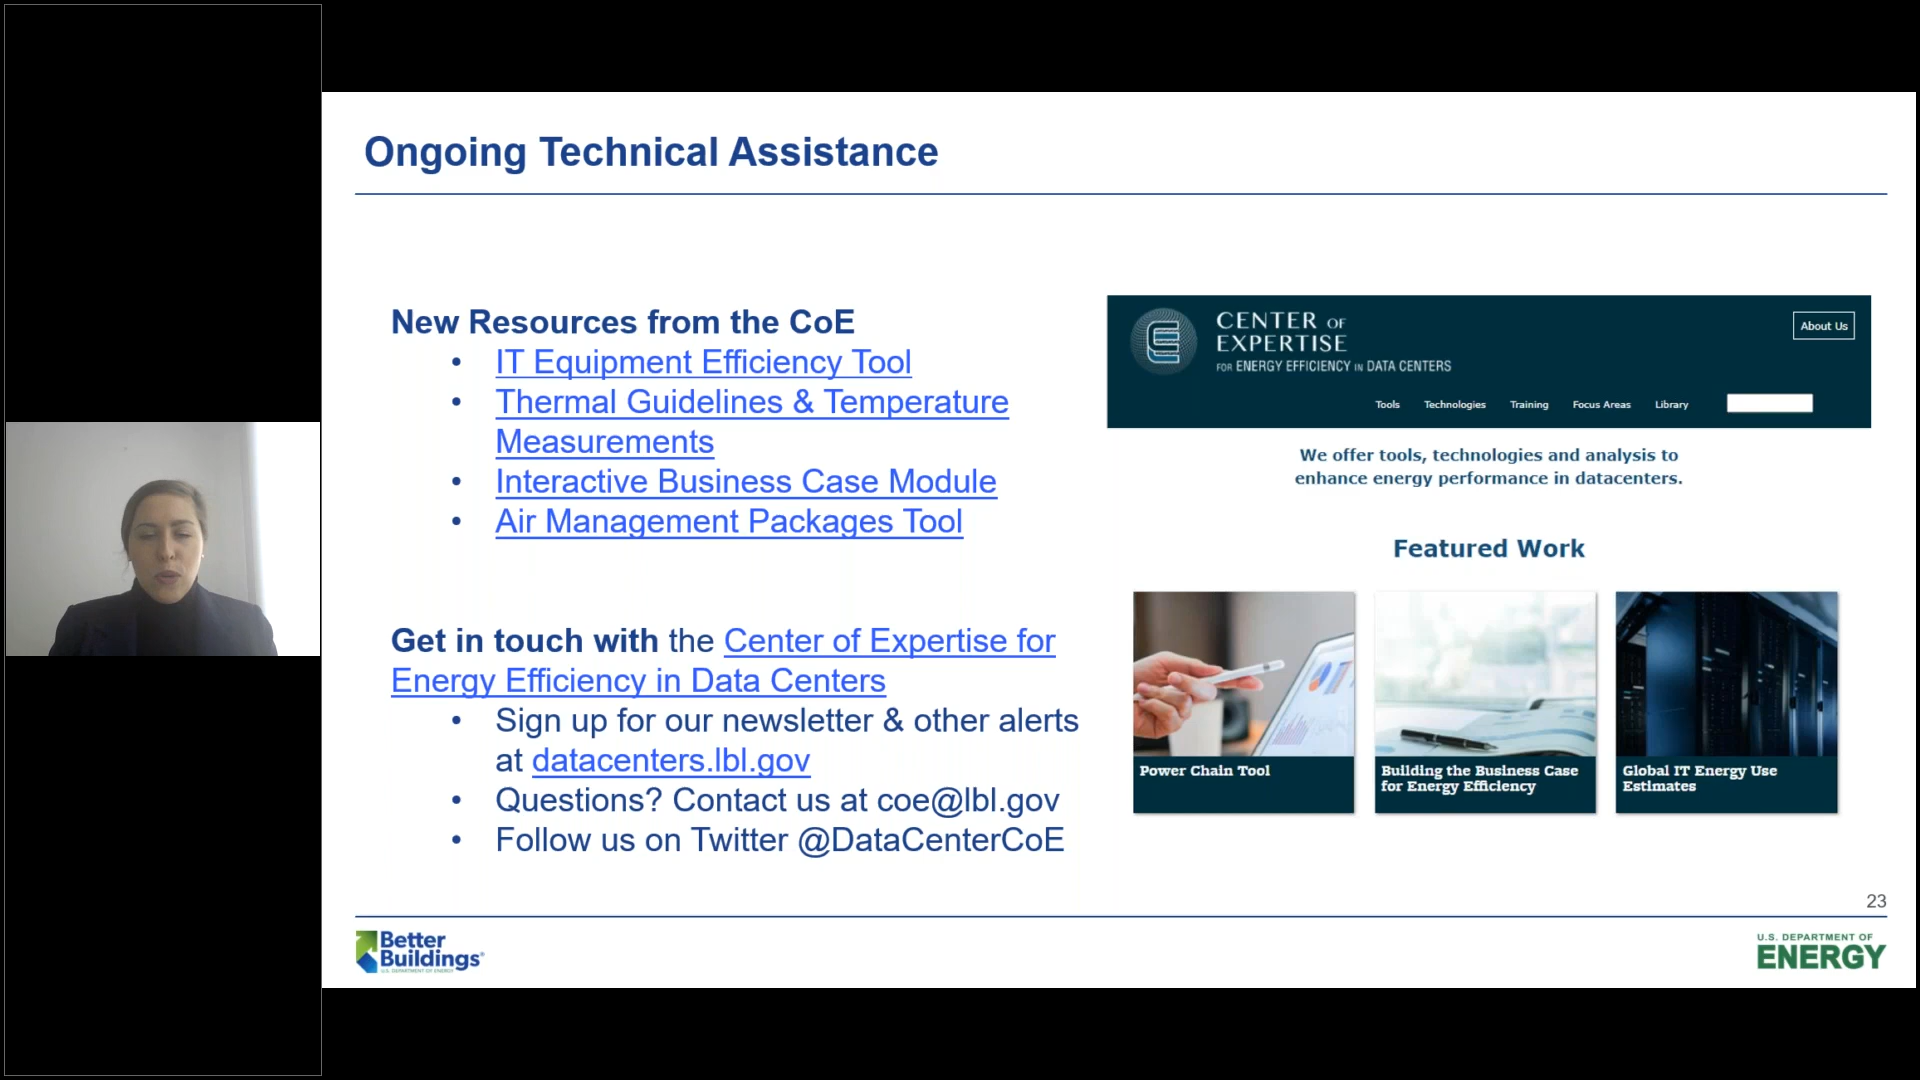 Ongoing Technical Assistance
New Resources from the CoE
• IT Equipment Efficiency Tool
• Thermal Guidelines & Temperature
Measurements
• Interactive Business Case Module
• Air Management Packages Tool
Get in touch with the Center of Expertise for
Energy Efficiency in Data Centers
• Sign up for our newsletter & other alerts
at datacenters.lbl.gov
• Questions? Contact us at coe@lbl.gov
• Follow us on Twitter @DataCenterCoE
CENTER OF
EXPERTISE
FOR ENERGY EFFICIENCY IN DATA CENTERS
About Us
Tools Technologies Training Focus Areas Library
We offer tools, technologies and analysis to
enhance energy performance in datacenters.
Featured Work
Power Chain Tool
Building the Business Case
for Energy Efficiency
Global IT Energy Use
Estimates
23
Better
Buildings®
U.S. DEPARTMENT OF ENERGY
U.S. DEPARTMENT OF
ENERGY